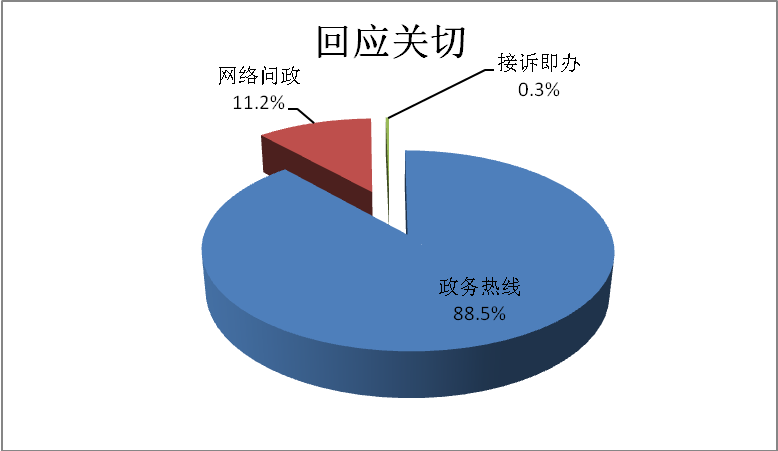 回应关切
网络问政
11.2%
接诉即办
0.3%
政务热线
88.5%